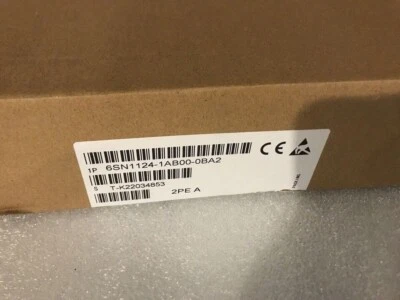 1P 6SN1124-1AB00-0BA2
S T-K22034853
2PE A
CE